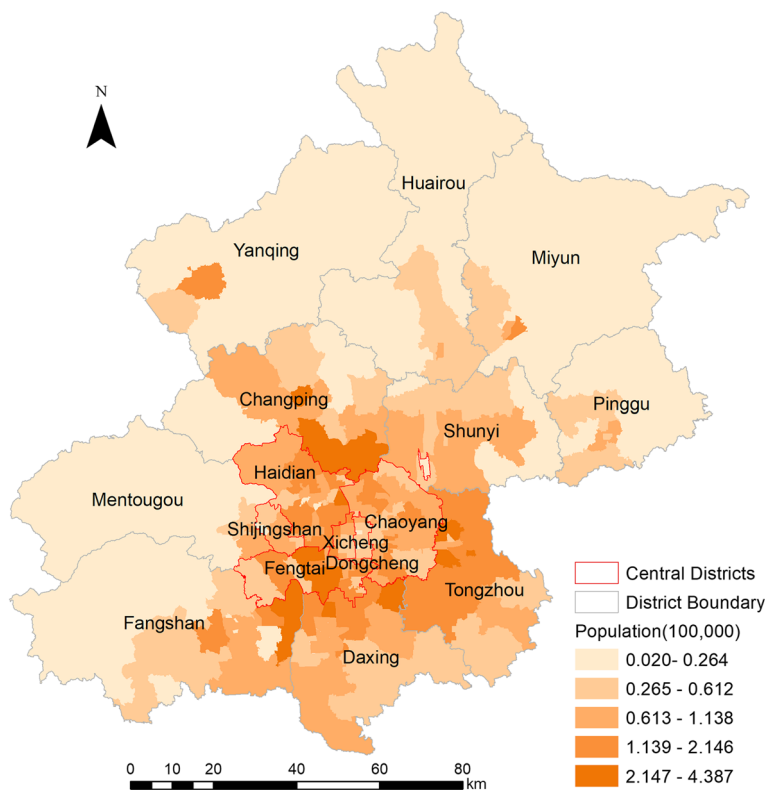 N
Huairou
Yanqing
Miyun
Changping
Pinggu
Shunyi
Haidian
Mentougou
Chaoyang
Shijingshan
Xicheng
Dongcheng
Fengtai
Tongzhou
Fangshan
Daxing
Central Districts
District Boundary
Population(100,000)
0.020- 0.264
0.265 - 0.612
0.613 - 1.138
1.139 - 2.146
2.147 - 4.387
0 20 40 60 80
km